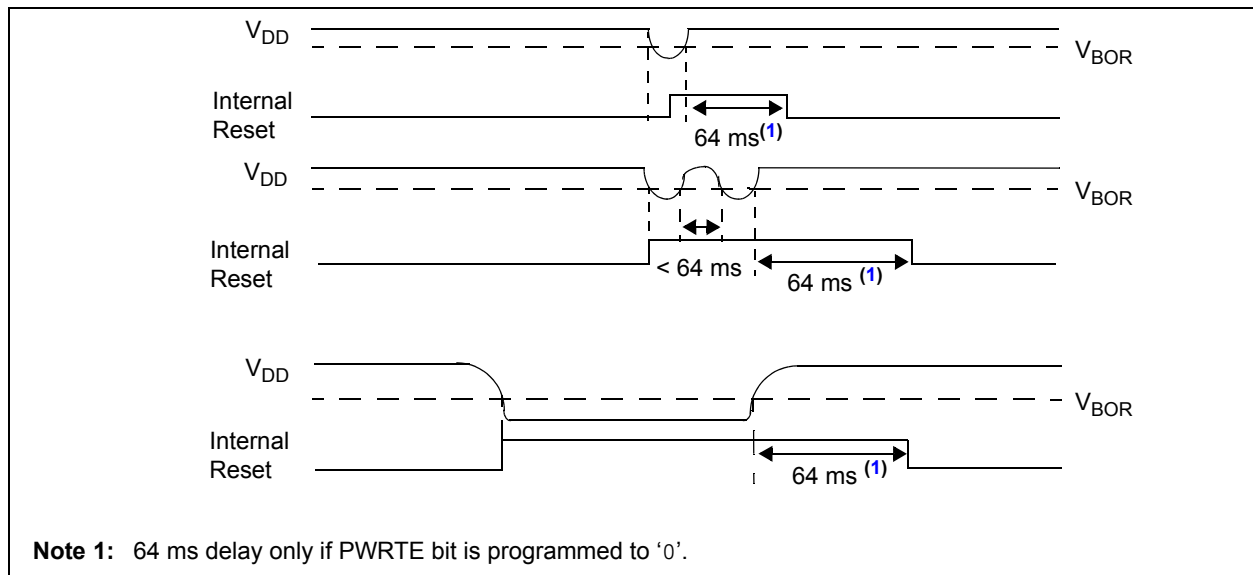 VDD
VBOR
Internal
Reset
64 ms(1)
VDD
VBOR
Internal
Reset
< 64 ms
64 ms (1)
VDD
VBOR
Internal
Reset
64 ms (1)
Note 1: 64 ms delay only if PWRTE bit is programmed to ‘0’.